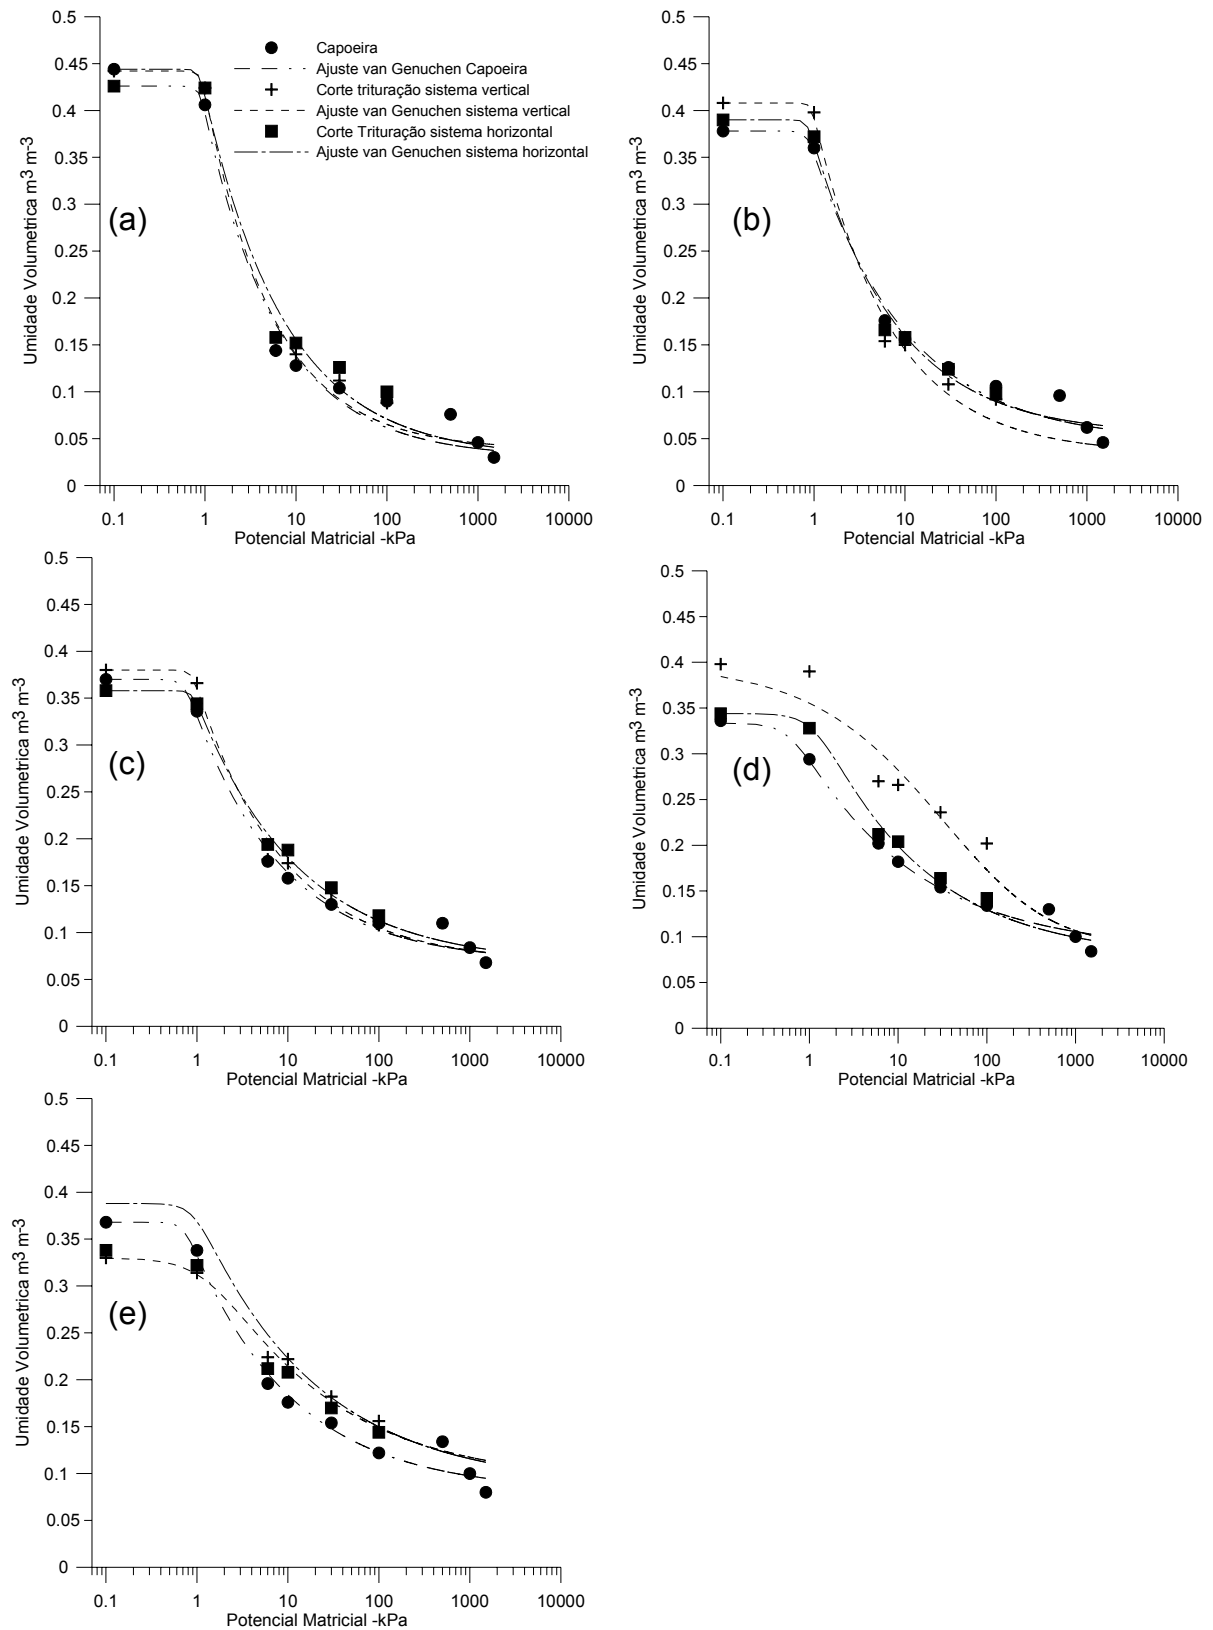 0.5
0.45
0.4
0.35
0.3
0.25
0.2
0.15
0.1
0.05
0
Umidade Volumetrica m3 m-3
(a)
Capoeira
Ajuste van Genuchen Capoeira
Corte trituração sistema vertical
Ajuste van Genuchen sistema vertical
Corte Trituração sistema horizontal
Ajuste van Genuchen sistema horizontal
0.1 1 10 100 1000 10000
Potencial Matricial -kPa
0.5
0.45
0.4
0.35
0.3
0.25
0.2
0.15
0.1
0.05
0
Umidade Volumetrica m3 m-3
(b)
0.1 1 10 100 1000 10000
Potencial Matricial -kPa
0.5
0.45
0.4
0.35
0.3
0.25
0.2
0.15
0.1
0.05
0
Umidade Volumetrica m3 m-3
(c)
0.1 1 10 100 1000 10000
Potencial Matricial -kPa
0.5
0.45
0.4
0.35
0.3
0.25
0.2
0.15
0.1
0.05
0
Umidade Volumetrica m3 m-3
(d)
0.1 1 10 100 1000 10000
Potencial Matricial -kPa
0.5
0.45
0.4
0.35
0.3
0.25
0.2
0.15
0.1
0.05
0
Umidade Volumetrica m3 m-3
(e)
0.1 1 10 100 1000 10000
Potencial Matricial -kPa